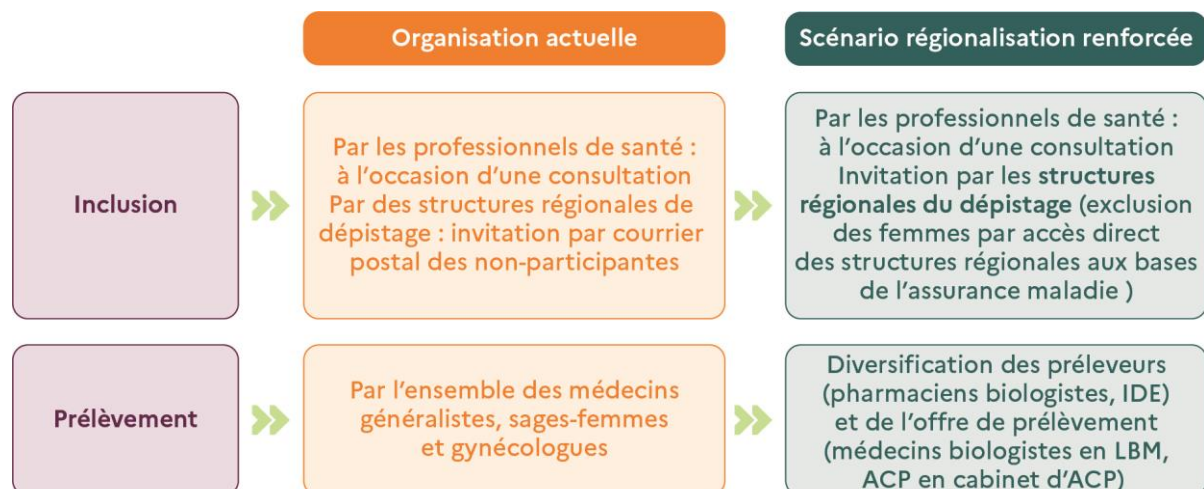 Organisation actuelle
Scénario régionalisation renforcée
Inclusion
Par les professionnels de santé :
à l'occasion d'une consultation
Par des structures régionales de
dépistage : invitation par courrier
postal des non-participantes
Par les professionnels de santé :
à l'occasion d'une consultation
Invitation par les structures
régionales du dépistage (exclusion
des femmes par accès direct
des structures régionales aux bases
de l'assurance maladie )
Prélèvement
Par l'ensemble des médecins
généralistes, sages-femmes
et gynécologues
Diversification des préleveurs
(pharmaciens biologistes, IDE)
et de l'offre de prélèvement
(médecins biologistes en LBM,
ACP en cabinet d'ACP)